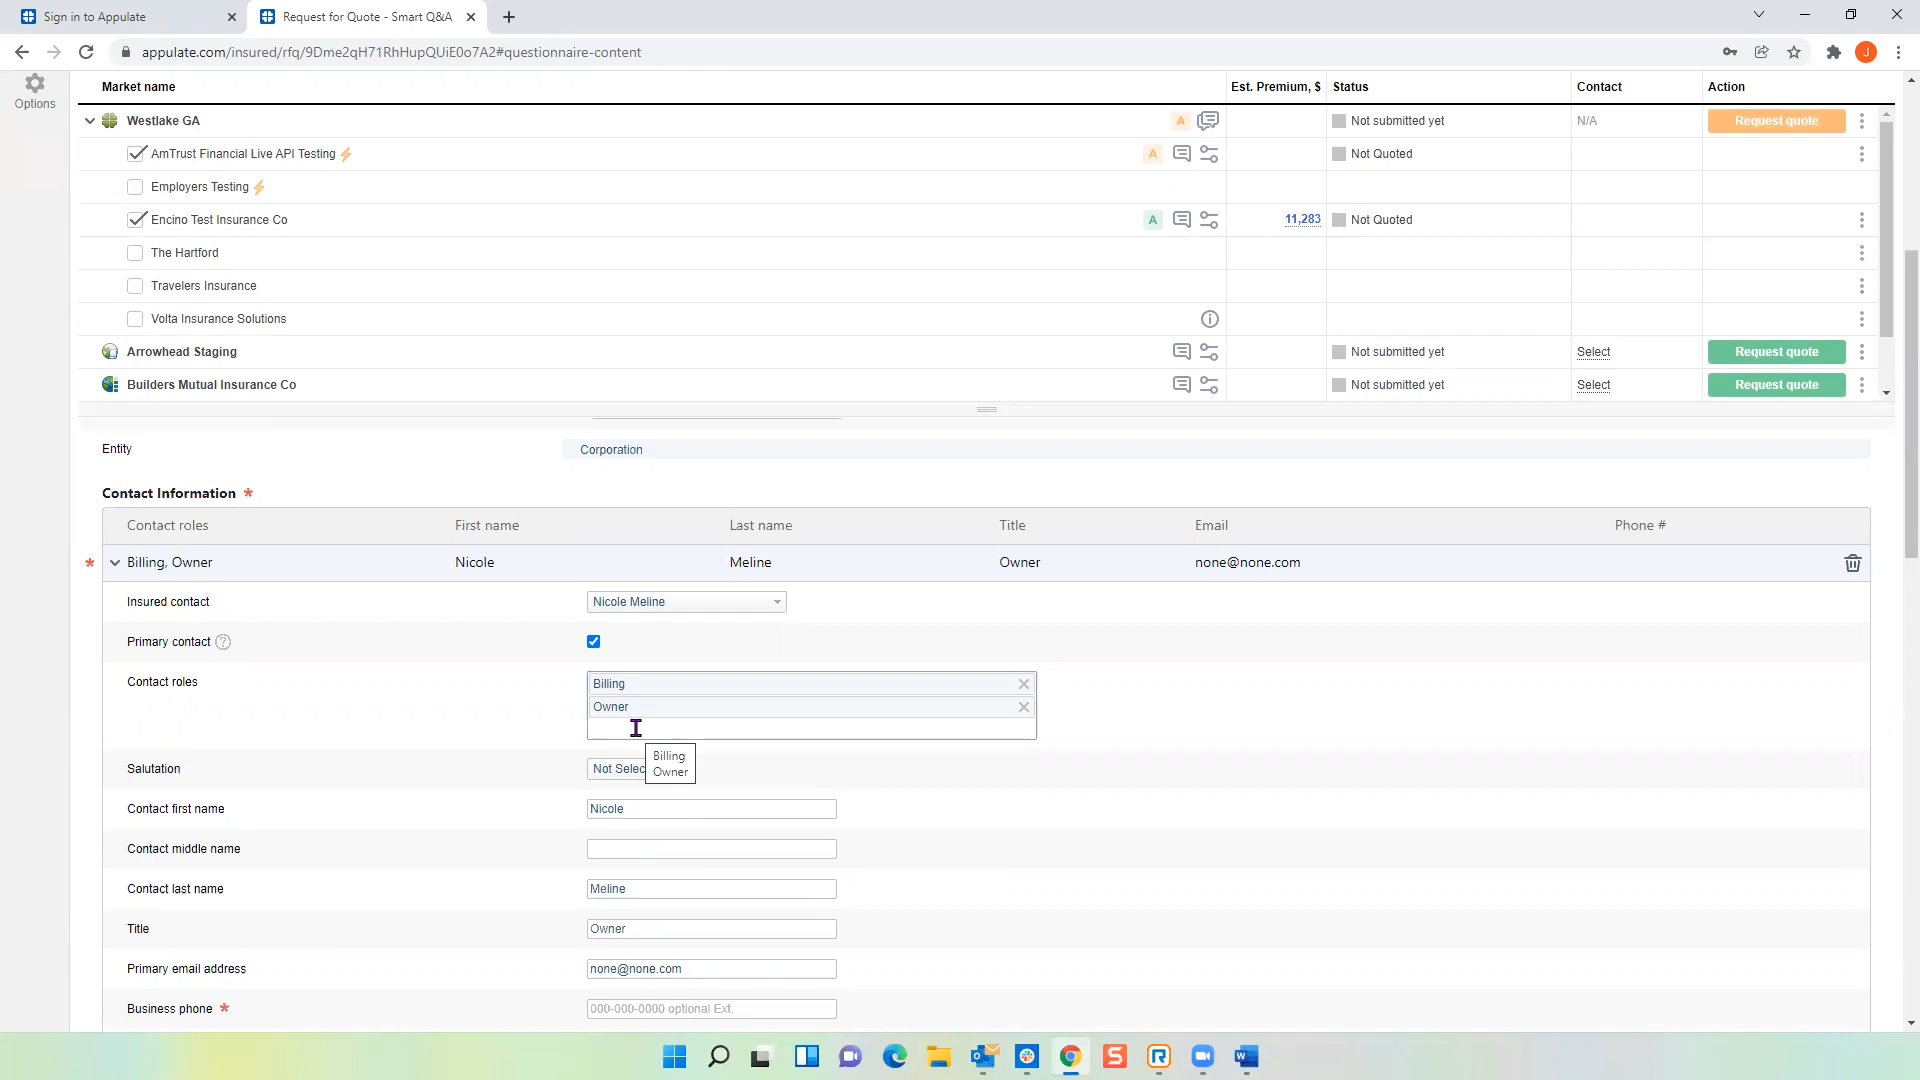 Sign in to Appulate
Request for Quote - Smart Q&A
appulate.com/insured/rfq/9Dme2qH71RhHupQUiE0o7A2#questionnaire-content
J
Options
Market name Est. Premium, $ Status Contact Action
Westlake GA A Not submitted yet N/A Request quote
AmTrust Financial Live API Testing A Not Quoted
Employers Testing
Encino Test Insurance Co A 11,283 Not Quoted
The Hartford
Travelers Insurance
Volta Insurance Solutions
Arrowhead Staging Not submitted yet Select Request quote
Builders Mutual Insurance Co Not submitted yet Select Request quote
Entity Corporation
Contact Information *
Contact roles First name Last name Title Email Phone #
* Billing, Owner Nicole Meline Owner none@none.com
Insured contact Nicole Meline
Primary contact ?
Contact roles Billing
Owner
Billing
Owner
Salutation Not Selec
Contact first name Nicole
Contact middle name
Contact last name Meline
Title Owner
Primary email address none@none.com
Business phone * 000-000-0000 optional Ext.